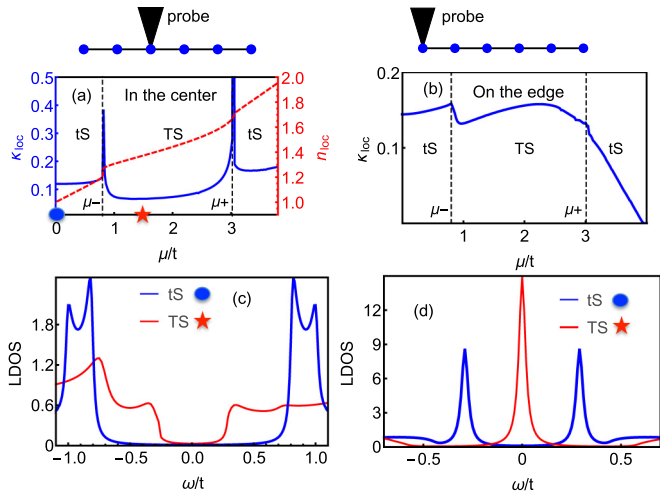 probe
probe
(a) In the center
κloc
0.5
0.4
0.3
0.2
0.1
tS TS tS
μ− μ+
0 1 2 3
μ/t
2.0
1.8
1.6
1.4
1.2
1.0
nloc
(b) On the edge
κloc
0.2
0.1
tS TS tS
μ− μ+
1 2 3
μ/t
(c)
LDOS
1.8
1.2
0.6
0
tS
TS
−1.0 −0.5 0.0 0.5 1.0
ω/t
(d)
LDOS
12
9
6
3
0
tS
TS
−0.5 0 0.5
ω/t